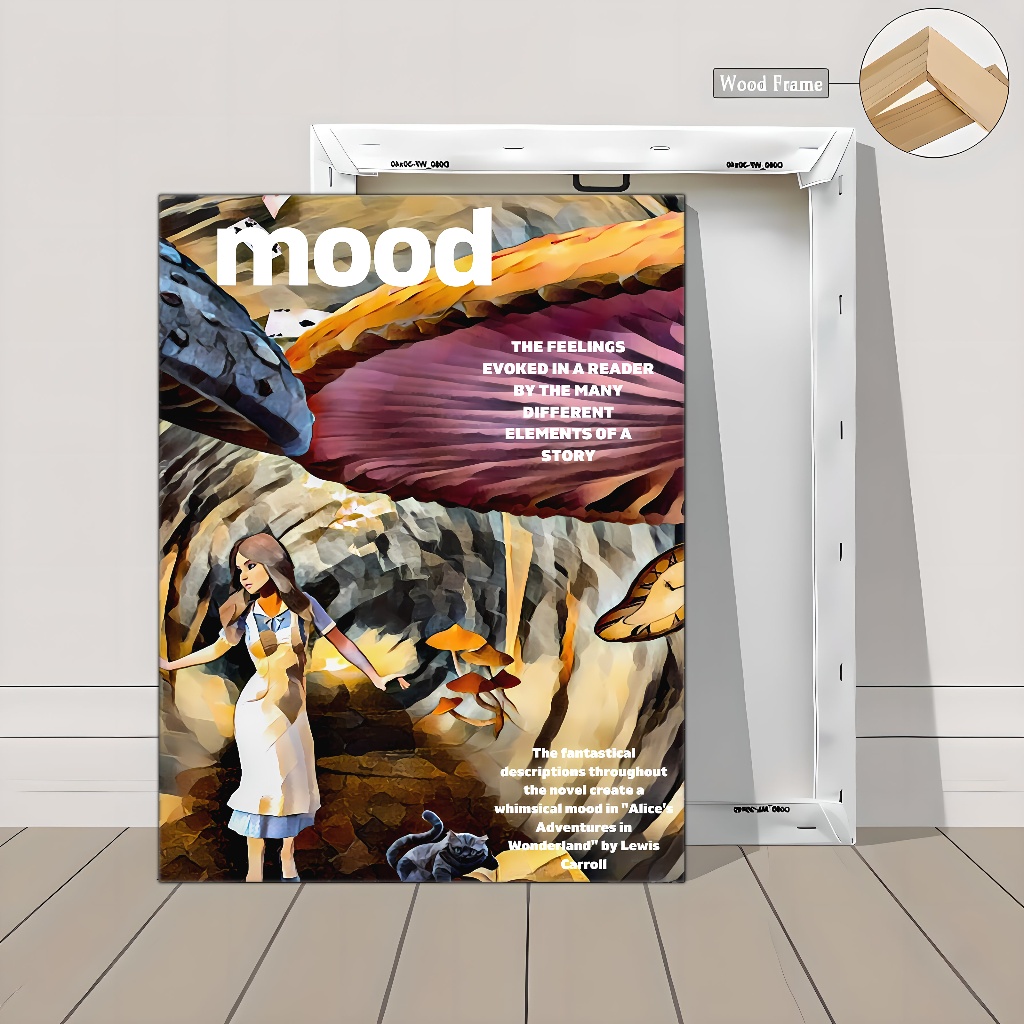 Wood Frame
mood
THE FEELINGS
EVOKED IN A READER
BY THE MANY
DIFFERENT
ELEMENTS OF A
STORY
The fantastical
descriptions throughout
the novel create a
whimsical mood in "Alice's
Adventures in
Wonderland" by Lewis
Carroll